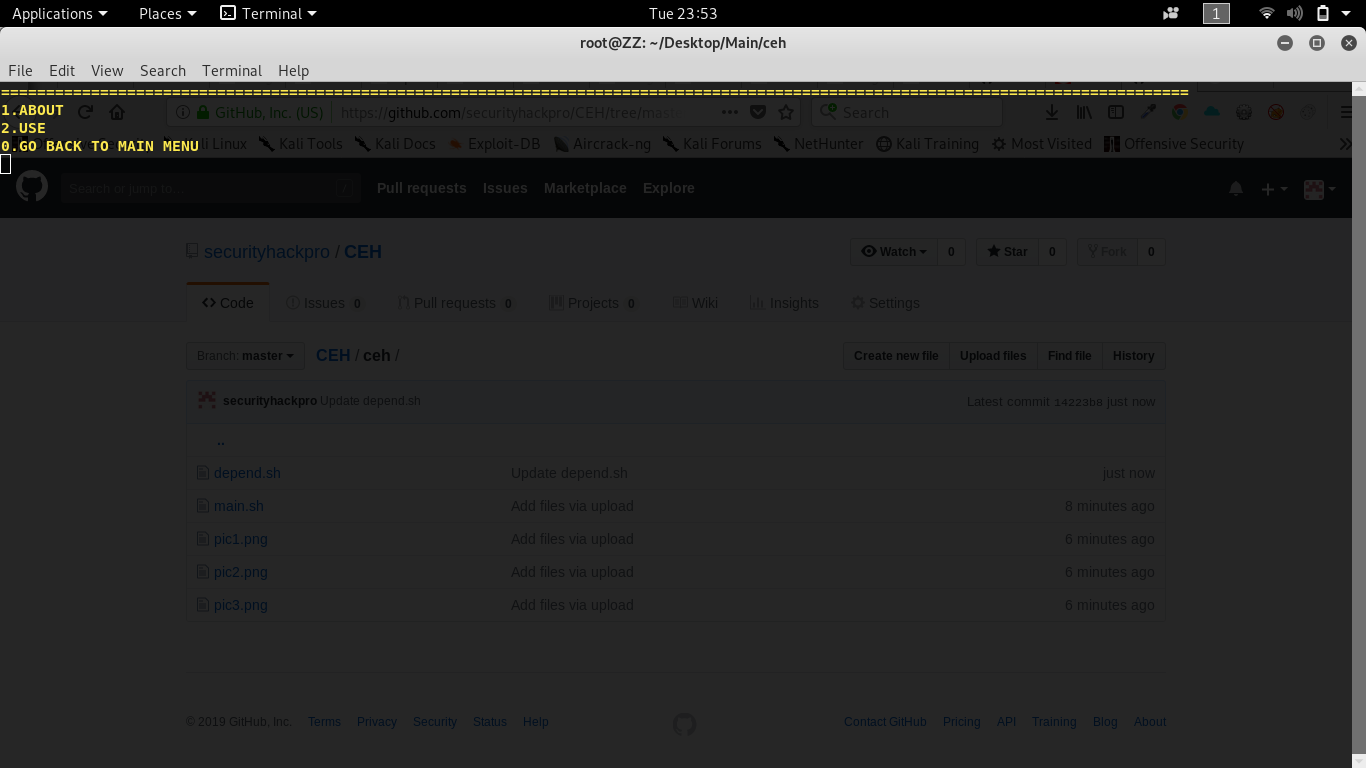 Applications Places Terminal Tue 23:53 1
root@ZZ: ~/Desktop/Main/ceh
File Edit View Search Terminal Help
====================================================================================================================================
1.ABOUT
GitHub, Inc. (US) https://github.com/securityhackpro/CEH/tree/mast Search
2.USE
0.GO BACK TO MAIN MENU
Kali Linux Kali Tools Kali Docs Exploit-DB Aircrack-ng Kali Forums NetHunter Kali Training Most Visited Offensive Security
Search or jump to... / Pull requests Issues Marketplace Explore
securityhackpro / CEH Watch 0 Star 0 Fork 0
Code Issues 0 Pull requests 0 Projects 0 Wiki Insights Settings
Branch: master CEH / ceh / Create new file Upload files Find file History
securityhackpro Update depend.sh Latest commit 14223b8 just now
..
depend.sh Update depend.sh just now
main.sh Add files via upload 8 minutes ago
pic1.png Add files via upload 6 minutes ago
pic2.png Add files via upload 6 minutes ago
pic3.png Add files via upload 6 minutes ago
© 2019 GitHub, Inc. Terms Privacy Security Status Help Contact GitHub Pricing API Training Blog About